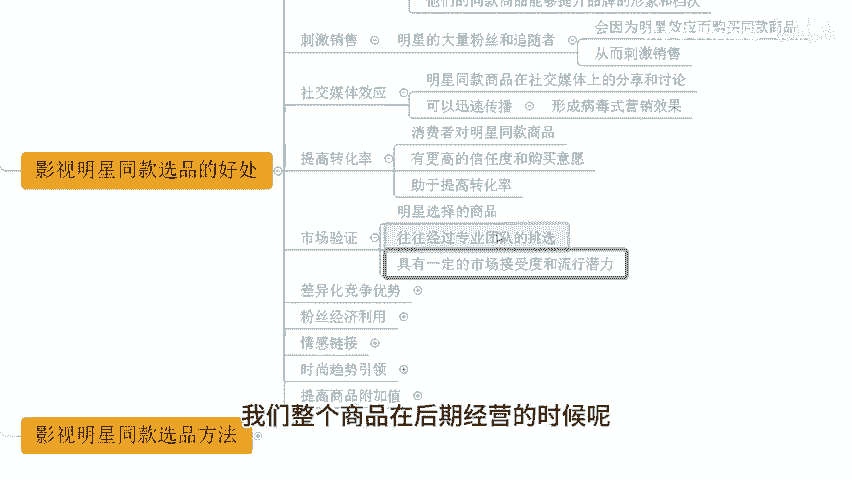 他们的同款商品能够提升品牌的形象和档次
刺激销售
明星的大量粉丝和追随者
会因为明星效应而购买同款商品
从而刺激销售
社交媒体效应
明星同款商品在社交媒体上的分享和讨论
可以迅速传播
形成病毒式营销效果
影视明星同款选品的好处
提高转化率
消费者对明星同款商品
有更高的信任度和购买意愿
助于提高转化率
市场验证
明星选择的商品
往往经过专业团队的挑选
具有一定的市场接受度和流行潜力
差异化竞争优势
粉丝经济利用
情感链接
时尚趋势引领
提高商品附加值
影视明星同款选品方法
我们整个商品在后期经营的时候呢